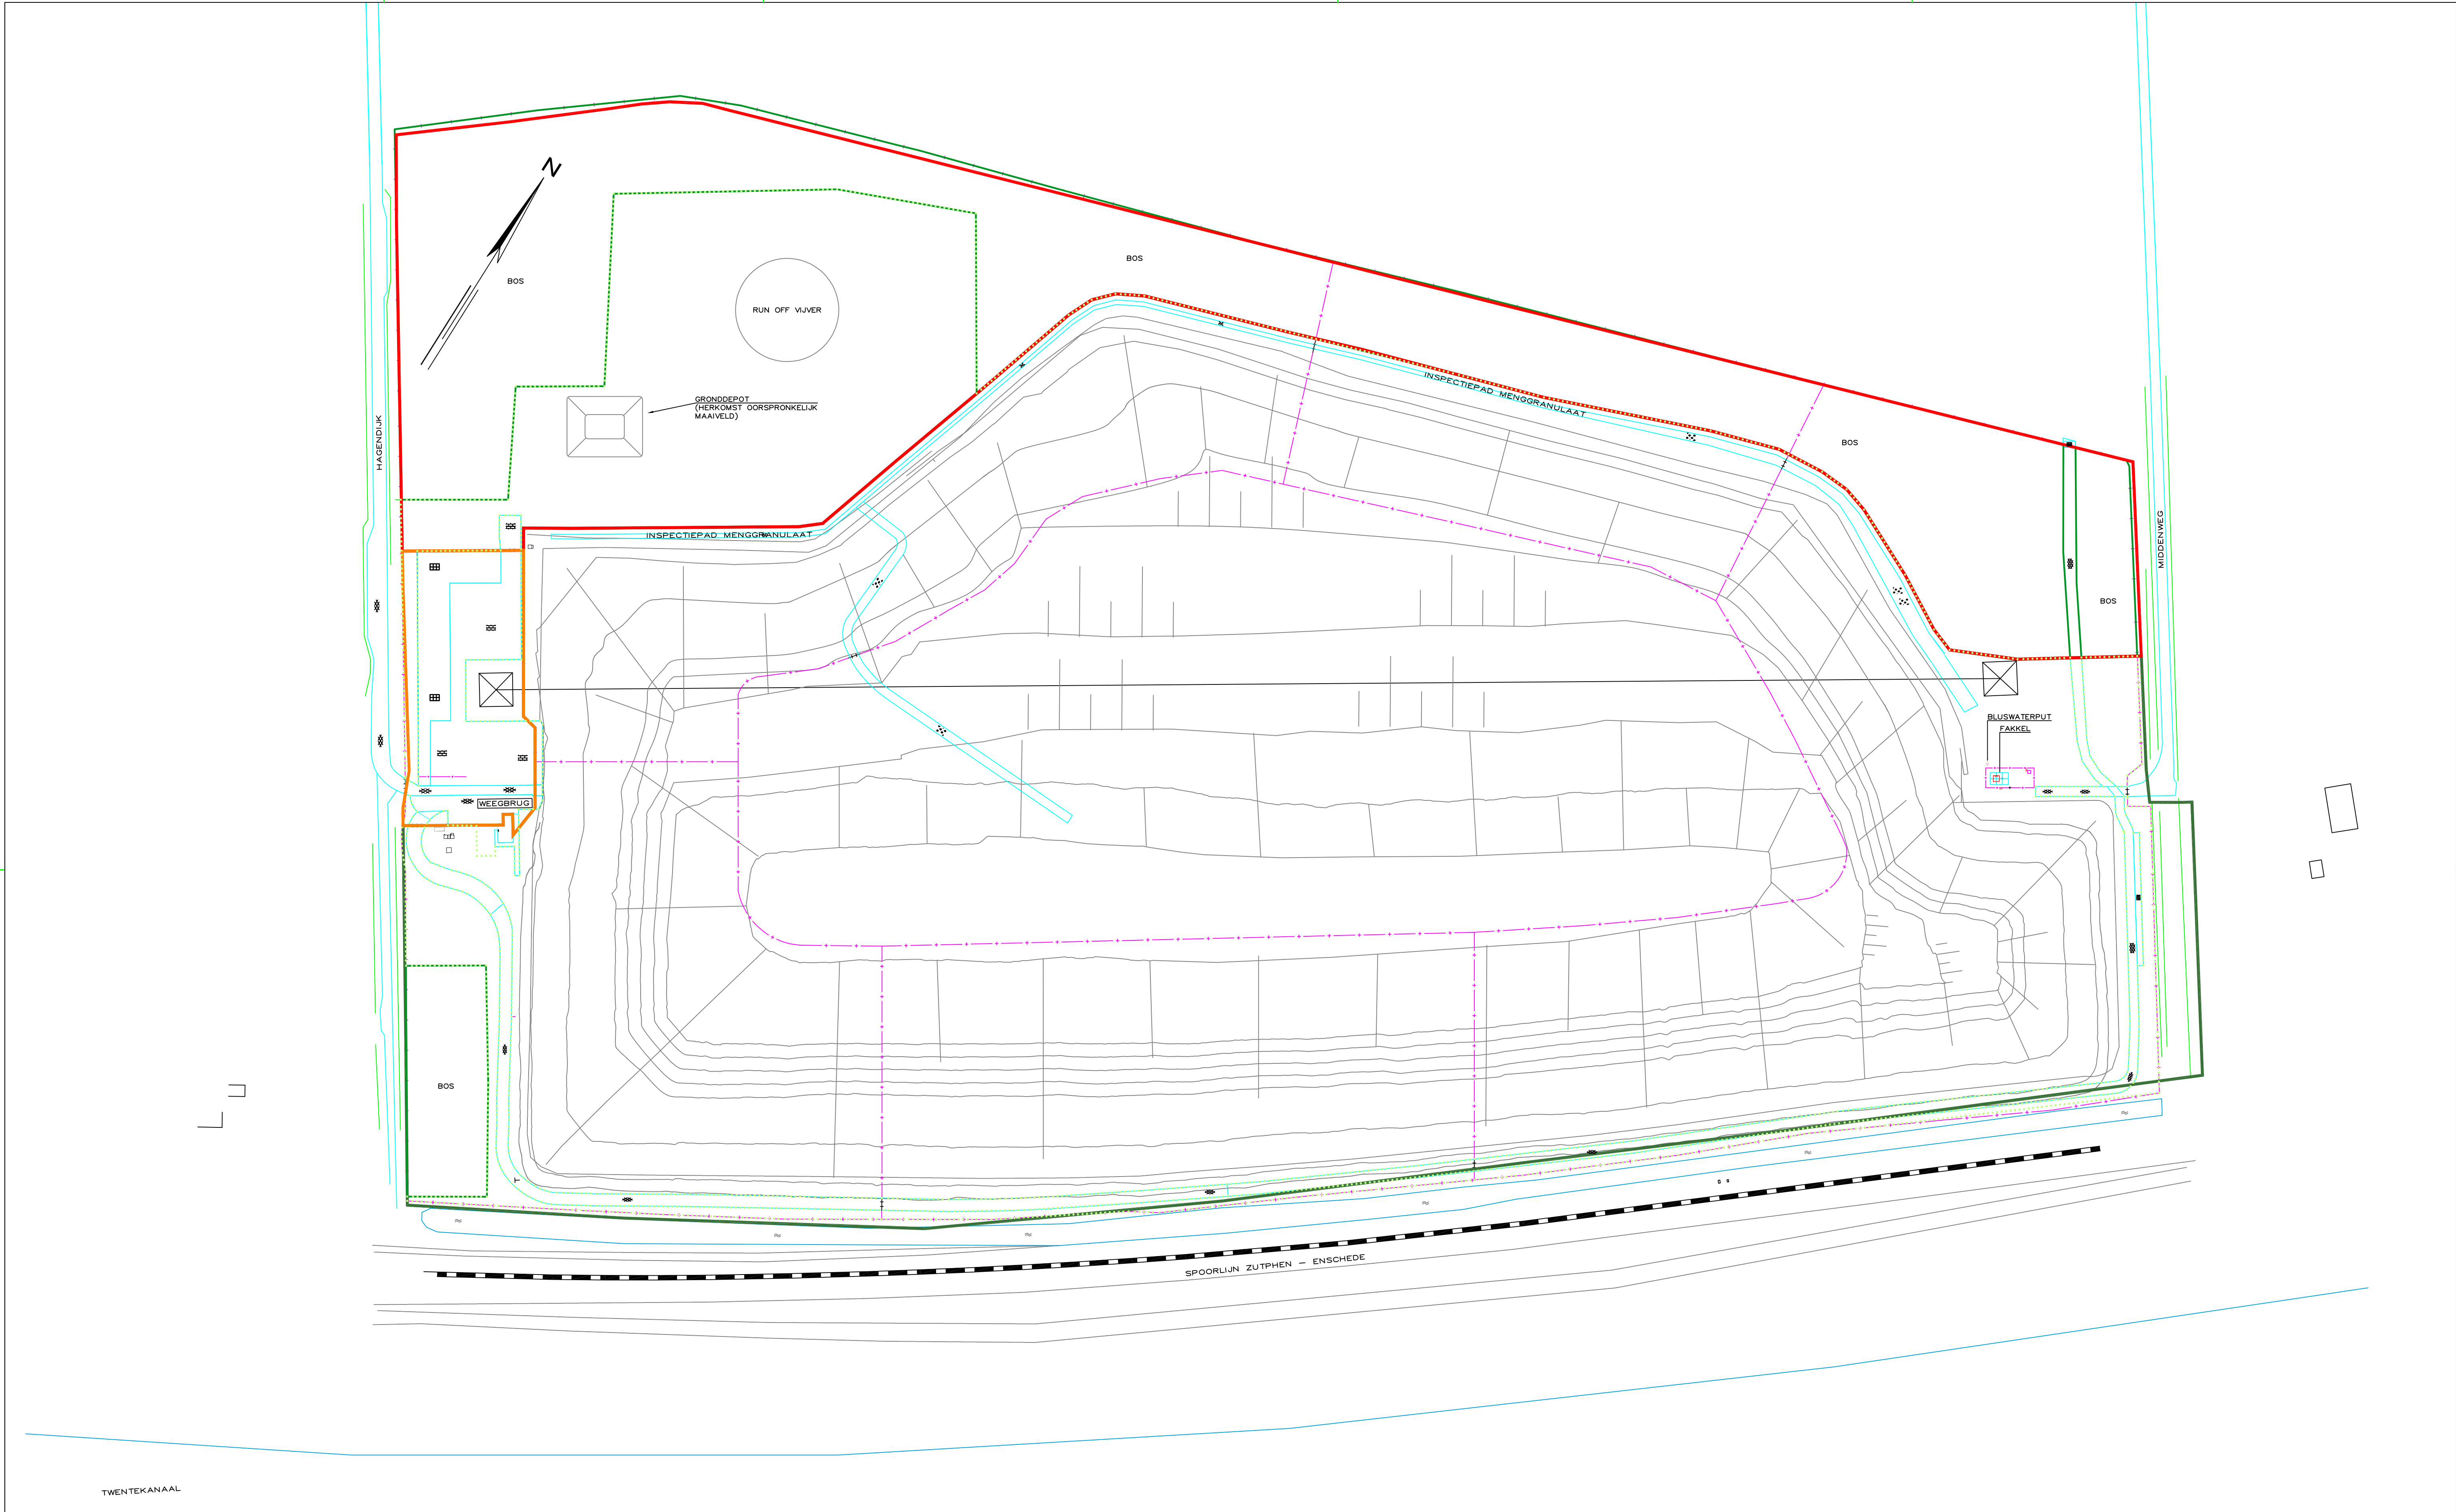 N
BOS
BOS
RUN OFF VIJVER
GRONDDEPOT
(HERKOMST OORSPRONKELIJK
MAAIVELD)
INSPECTIEPAD MENGGRANULAAT
HAGENDIJK
BOS
INSPECTIEPAD MENGGRANULAAT
MIDDENWEG
BOS
BLUSWATERPUT
FAKKEL
WEEGBRUG
BOS
SPOORLIJN ZUTPHEN - ENSCHEDE
TWENTEKANAAL